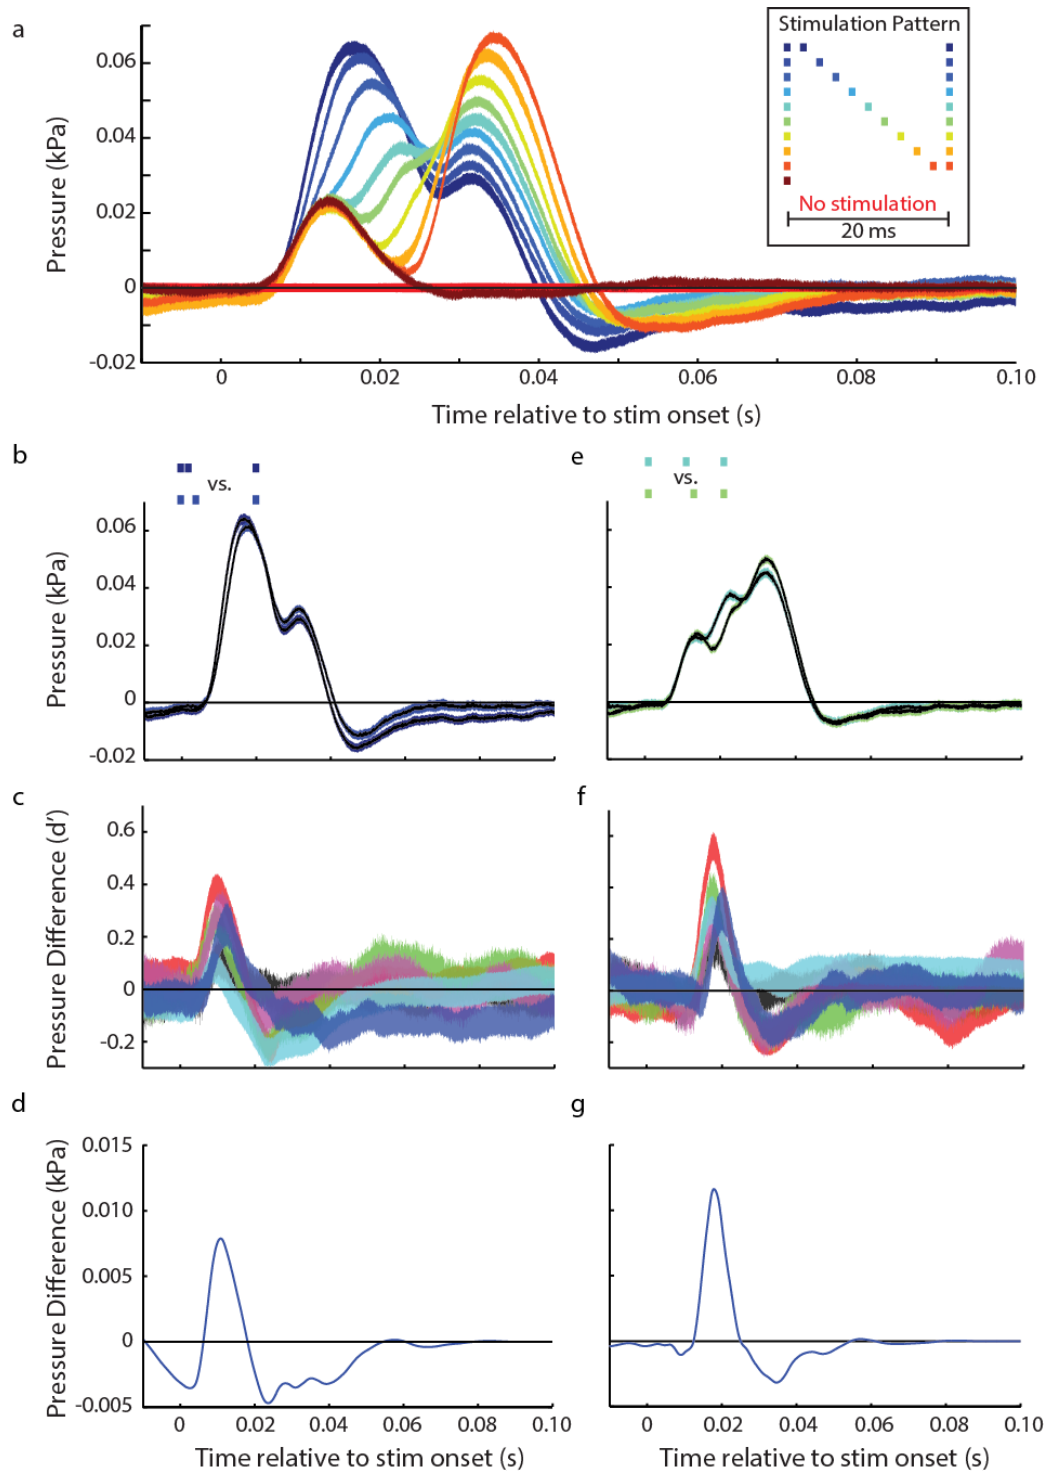 a
Stimulation Pattern
No stimulation
20 ms
0.06
0.04
0.02
0
-0.02
Pressure (kPa)
0
0.02
0.04
0.06
0.08
0.10
Time relative to stim onset (s)
b
vs.
0.06
0.04
0.02
0
-0.02
Pressure (kPa)
e
vs.
c
0.6
0.4
0.2
0
-0.2
Pressure Difference (d′)
f
d
0.015
0.010
0.005
0
-0.005
Pressure Difference (kPa)
0
0.02
0.04
0.06
0.08
0.10
Time relative to stim onset (s)
g
0
0.02
0.04
0.06
0.08
0.10
Time relative to stim onset (s)